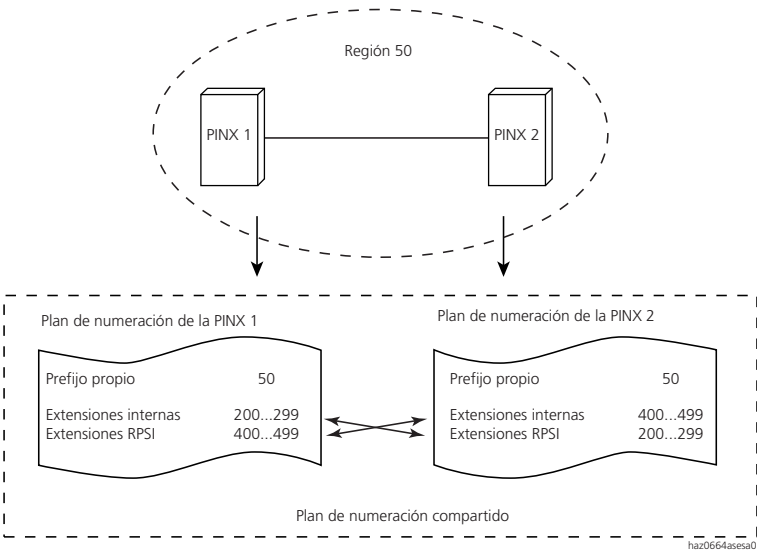 Región 50
PINX 1
PINX 2
Plan de numeración de la PINX 1
Prefijo propio 50
Extensiones internas 200...299
Extensiones RPSI 400...499
Plan de numeración de la PINX 2
Prefijo propio 50
Extensiones internas 400...499
Extensiones RPSI 200...299
Plan de numeración compartido
haz0664asesa0